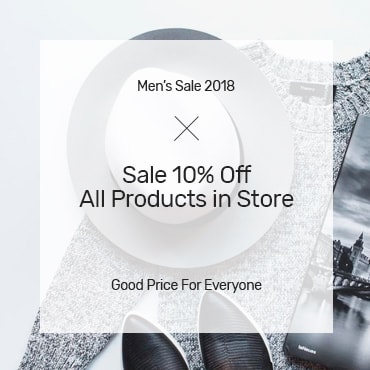 Men's Sale 2018
Sale 10% Off
All Products in Store
Good Price For Everyone